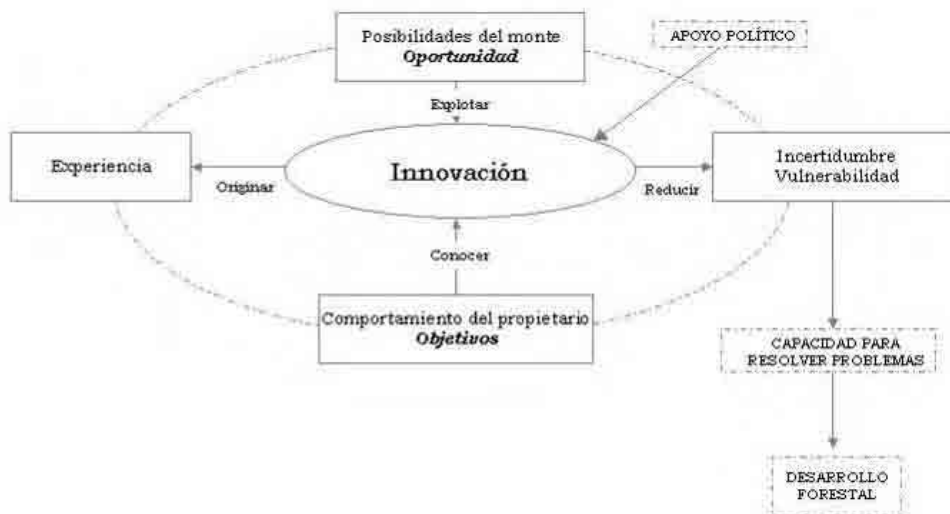 Posibilidades del monte
Oportunidad
APOYO POLÍTICO
Explotar
Experiencia
Innovación
Incertidumbre
Vulnerabilidad
Originar
Reducir
Conocer
Comportamiento del propietario
Objetivos
CAPACIDAD PARA
RESOLVER PROBLEMAS
DESARROLLO
FORESTAL